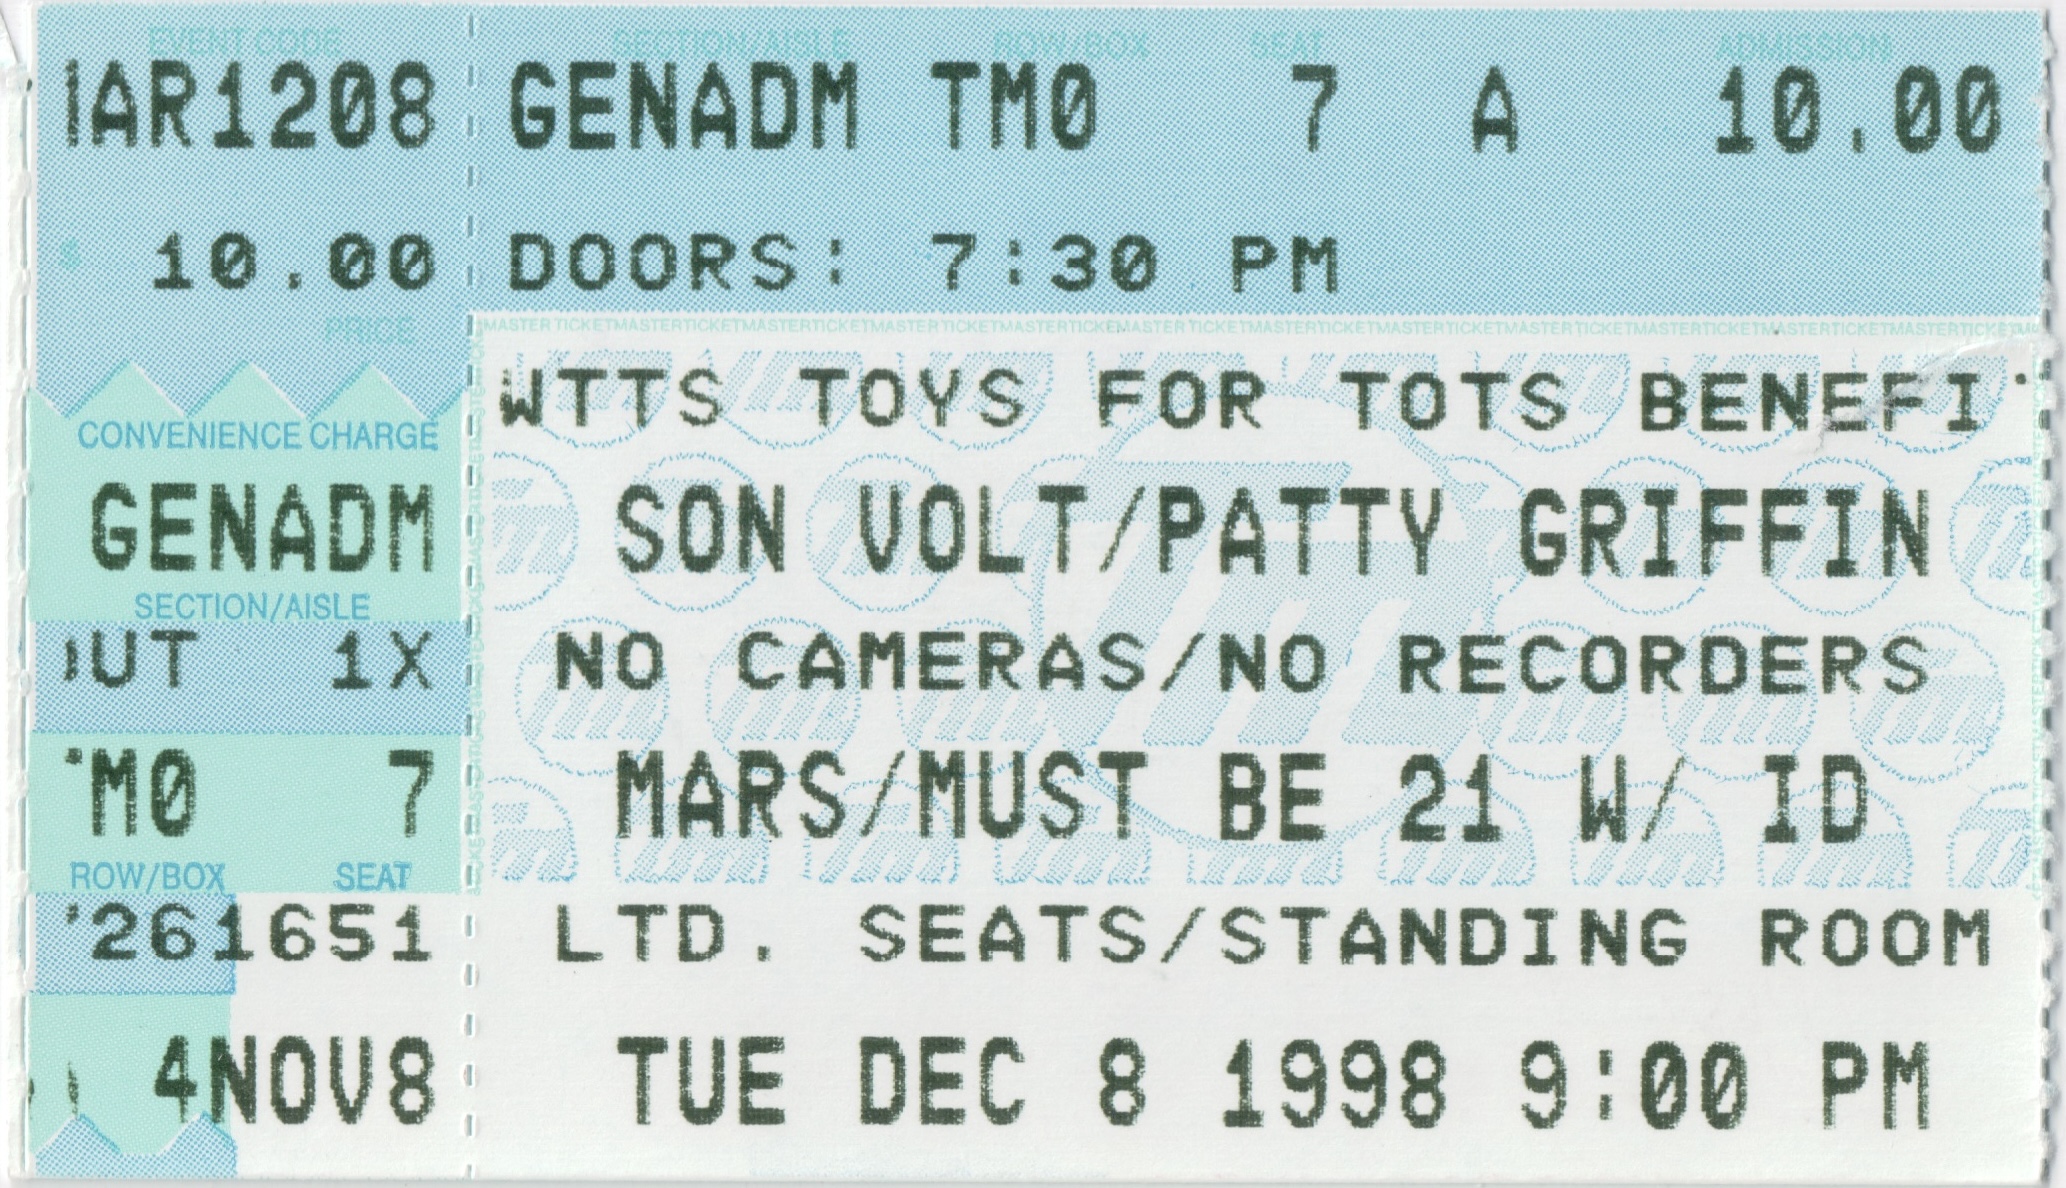 EVENT CODE SECTION/AISLE ROW/BOX SEAT ADMISSION
AR1208 GENADM TM0 7 A 10.00
$ 10.00 DOORS: 7:30 PM
PRICE
MASTERTICKETMASTERTICKETMASTERTICKETMASTERTICKETMASTERTICKETMASTERTICKETMASTERTICKETMASTERTICKETMASTERTICKETMASTERTICKETMASTERTICKETMASTERTICKETM
WTTS TOYS FOR TOTS BENEFI
CONVENIENCE CHARGE
GENADM SON VOLT/PATTY GRIFFIN
SECTION/AISLE
UT 1X NO CAMERAS/NO RECORDERS
M0 7 MARS/MUST BE 21 W/ ID
ROW/BOX SEAT
261651 LTD. SEATS/STANDING ROOM
4NOV8 TUE DEC 8 1998 9:00 PM